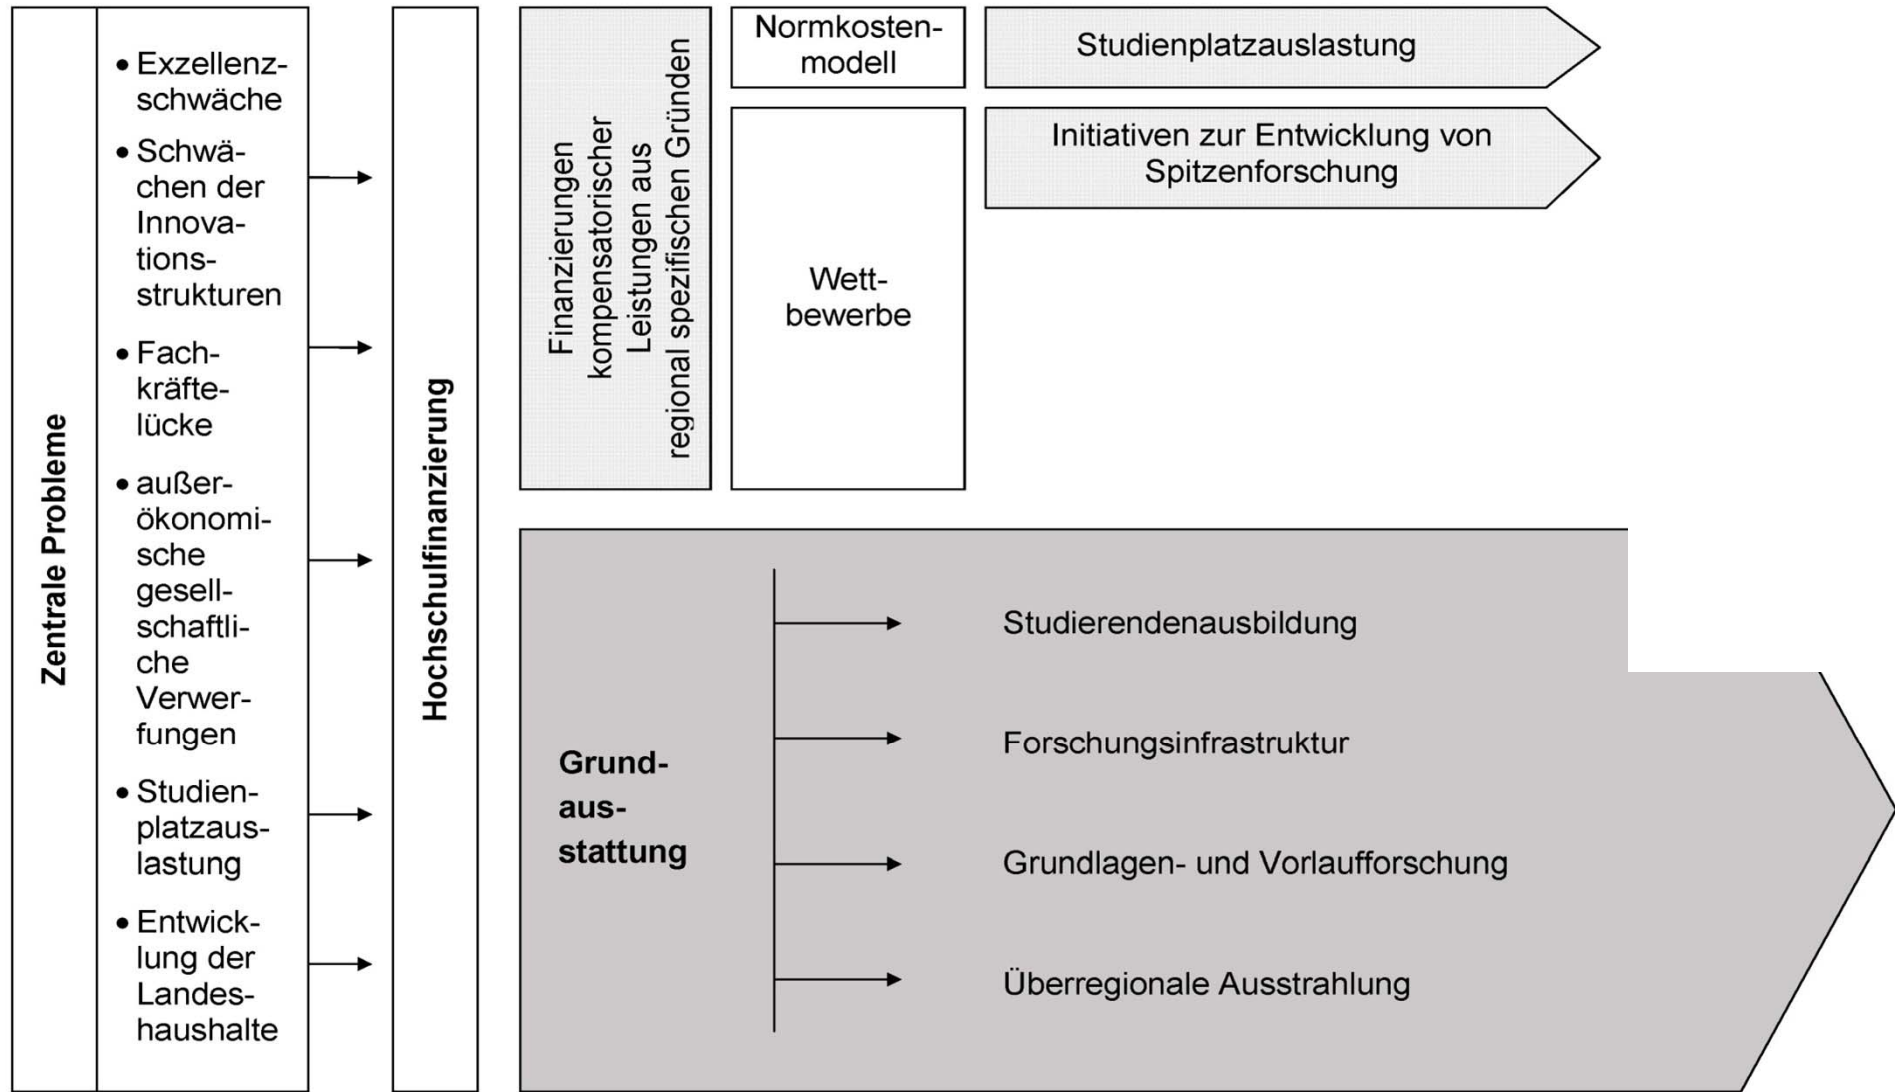 Zentrale Probleme
• Exzellenz-
schwäche
• Schwä-
chen der
Innova-
tions-
strukturen
• Fach-
kräfte-
lücke
• außer-
ökonomi-
sche
gesell-
schaftli-
che
Verwer-
fungen
• Studien-
platzaus-
lastung
• Entwick-
lung der
Landes-
haushalte
Hochschulfinanzierung
Finanzierungen
kompensatorischer
Leistungen aus
regional spezifischen Gründen
Normkosten-
modell
Studienplatzauslastung
Wett-
bewerbe
Initiativen zur Entwicklung von
Spitzenforschung
Grund-
aus-
stattung
Studierendenausbildung
Forschungsinfrastruktur
Grundlagen- und Vorlaufforschung
Überregionale Ausstrahlung